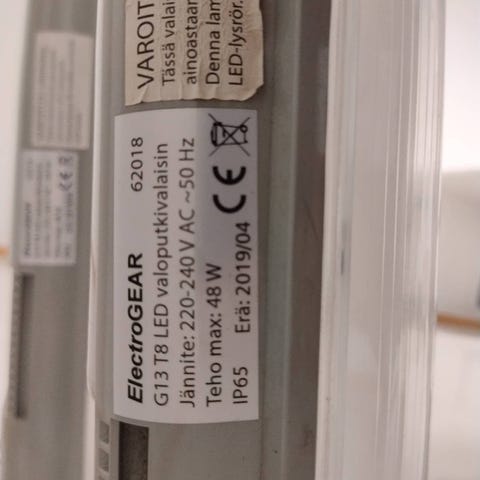 VAROIT
Tässä valai
ainoastaan
Denna lam
LED-lysrör.
ElectroGEAR 62018
G13 T8 LED valoputkivalaisin
Jännite: 220-240 V AC ~50 Hz
Teho max: 48 W
IP65 Erä: 2019/04 CE